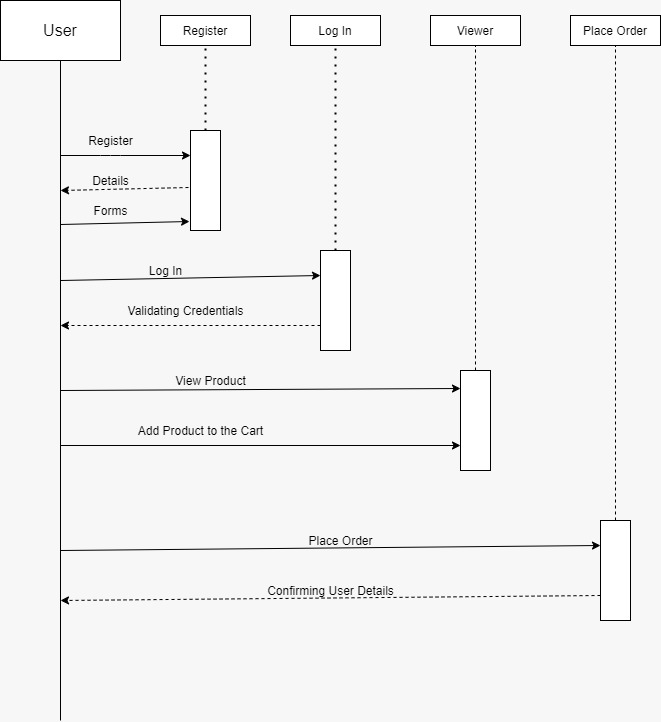 User
Register
Log In
Viewer
Place Order
Register
Details
Forms
Log In
Validating Credentials
View Product
Add Product to the Cart
Place Order
Confirming User Details